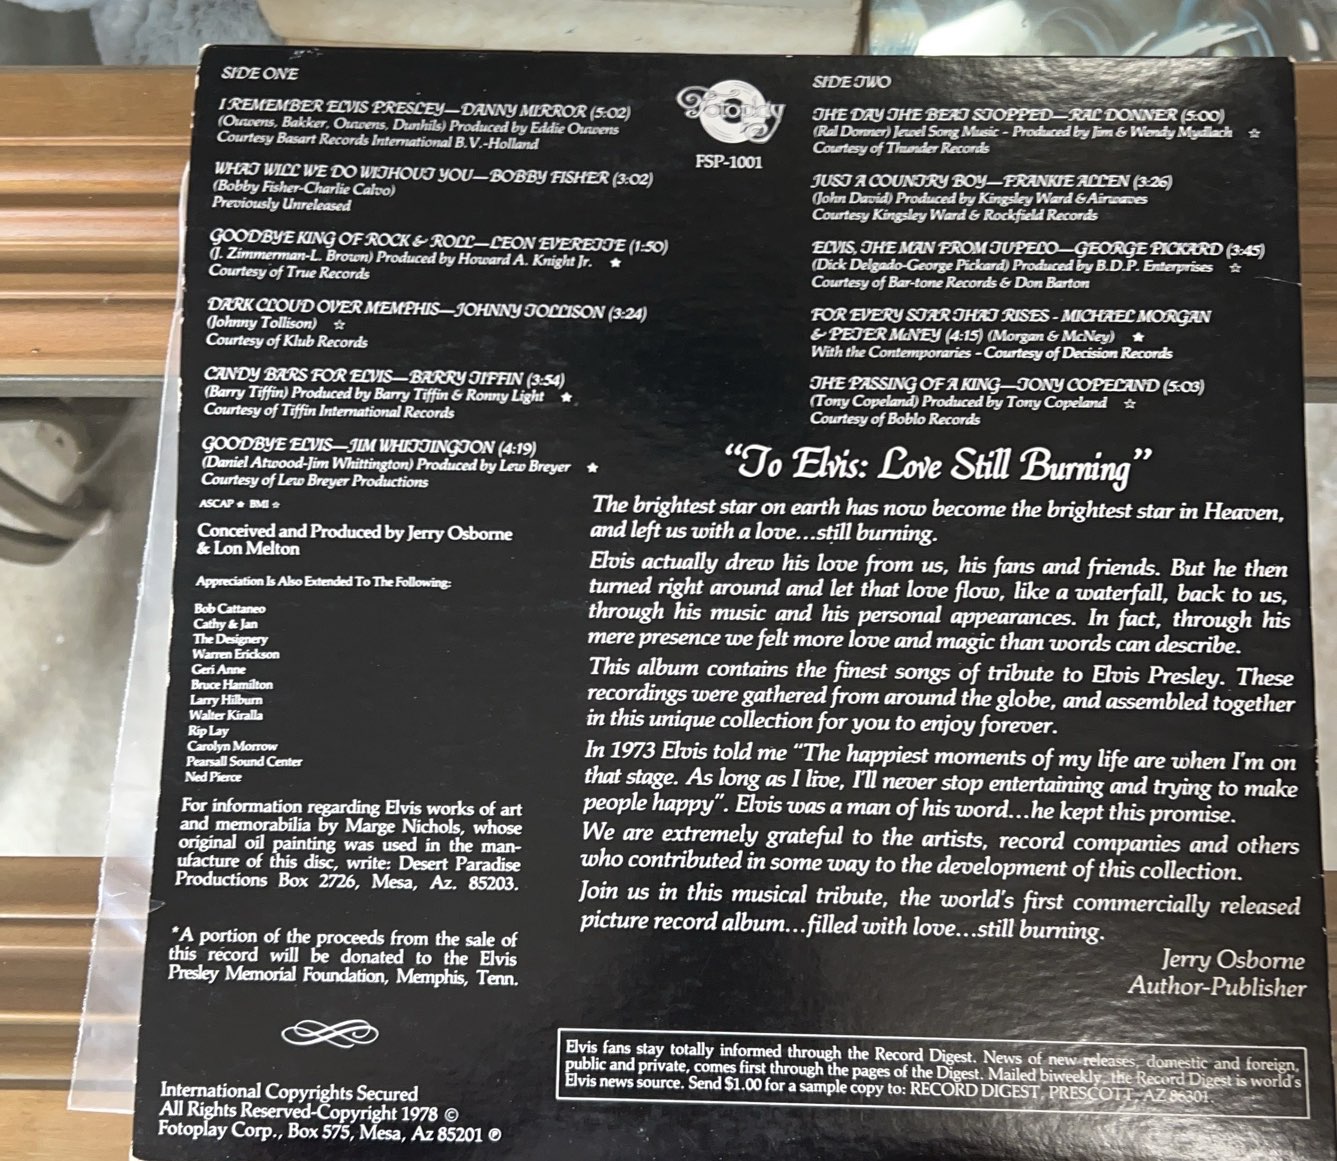 SIDE ONE
I REMEMBER ELVIS PRESLEY—DANNY MIRROR (5:02)
(Ouwens, Bakker, Ouwens, Dunhils) Produced by Eddie Ouwens
Courtesy Basart Records International B.V.-Holland
WHAT WILL WE DO WITHOUT YOU—BOBBY FISHER (3:02)
(Bobby Fisher-Charlie Calvo)
Previously Unreleased
GOODBYE KING OF ROCK & ROLL—LEON EVERETTE (1:50)
(J. Zimmerman-L. Brown) Produced by Howard A. Knight Jr. ★
Courtesy of True Records
DARK CLOUD OVER MEMPHIS—JOHNNY TOLLISON (3:24)
(Johnny Tollison) ☆
Courtesy of Klub Records
CANDY BARS FOR ELVIS—BARRY TIFFIN (3:54)
(Barry Tiffin) Produced by Barry Tiffin & Ronny Light ★
Courtesy of Tiffin International Records
GOODBYE ELVIS—JIM WHITTINGTON (4:19)
(Daniel Atwood-Jim Whittington) Produced by Lew Breyer ★
Courtesy of Lew Breyer Productions
ASCAP ★ BMI ☆
Conceived and Produced by Jerry Osborne
& Lon Melton
Appreciation Is Also Extended To The Following:
Bob Cattaneo
Cathy & Jan
The Designery
Warren Erickson
Geri Anne
Bruce Hamilton
Larry Hilburn
Walter Kiralla
Rip Lay
Carolyn Morrow
Pearsall Sound Center
Ned Pierce
For information regarding Elvis works of art
and memorabilia by Marge Nichols, whose
original oil painting was used in the man-
ufacture of this disc, write: Desert Paradise
Productions Box 2726, Mesa, Az. 85203.
*A portion of the proceeds from the sale of
this record will be donated to the Elvis
Presley Memorial Foundation, Memphis, Tenn.
International Copyrights Secured
All Rights Reserved-Copyright 1978 ©
Fotoplay Corp., Box 575, Mesa, Az 85201 ℗
Fotoplay
FSP-1001
SIDE TWO
THE DAY THE BEAT STOPPED—RAL DONNER (5:00)
(Ral Donner) Jewel Song Music - Produced by Jim & Wendy Mydlach ☆
Courtesy of Thunder Records
JUST A COUNTRY BOY—FRANKIE ALLEN (3:26)
(John David) Produced by Kingsley Ward & Airwaves
Courtesy Kingsley Ward & Rockfield Records
ELVIS, THE MAN FROM TUPELO—GEORGE PICKARD (3:45)
(Dick Delgado-George Pickard) Produced by B.D.P. Enterprises ☆
Courtesy of Bar-tone Records & Don Barton
FOR EVERY STAR THAT RISES - MICHAEL MORGAN
& PETER McNEY (4:15) (Morgan & McNey) ★
With the Contemporaries - Courtesy of Decision Records
THE PASSING OF A KING—TONY COPELAND (5:03)
(Tony Copeland) Produced by Tony Copeland ☆
Courtesy of Boblo Records
"To Elvis: Love Still Burning"
The brightest star on earth has now become the brightest star in Heaven,
and left us with a love...still burning.
Elvis actually drew his love from us, his fans and friends. But he then
turned right around and let that love flow, like a waterfall, back to us,
through his music and his personal appearances. In fact, through his
mere presence we felt more love and magic than words can describe.
This album contains the finest songs of tribute to Elvis Presley. These
recordings were gathered from around the globe, and assembled together
in this unique collection for you to enjoy forever.
In 1973 Elvis told me "The happiest moments of my life are when I'm on
that stage. As long as I live, I'll never stop entertaining and trying to make
people happy". Elvis was a man of his word...he kept this promise.
We are extremely grateful to the artists, record companies and others
who contributed in some way to the development of this collection.
Join us in this musical tribute, the world's first commercially released
picture record album...filled with love...still burning.
Jerry Osborne
Author-Publisher
Elvis fans stay totally informed through the Record Digest. News of new releases, domestic and foreign,
public and private, comes first through the pages of the Digest. Mailed biweekly, the Record Digest is world's
Elvis news source. Send $1.00 for a sample copy to: RECORD DIGEST, PRESCOTT, AZ 86301.